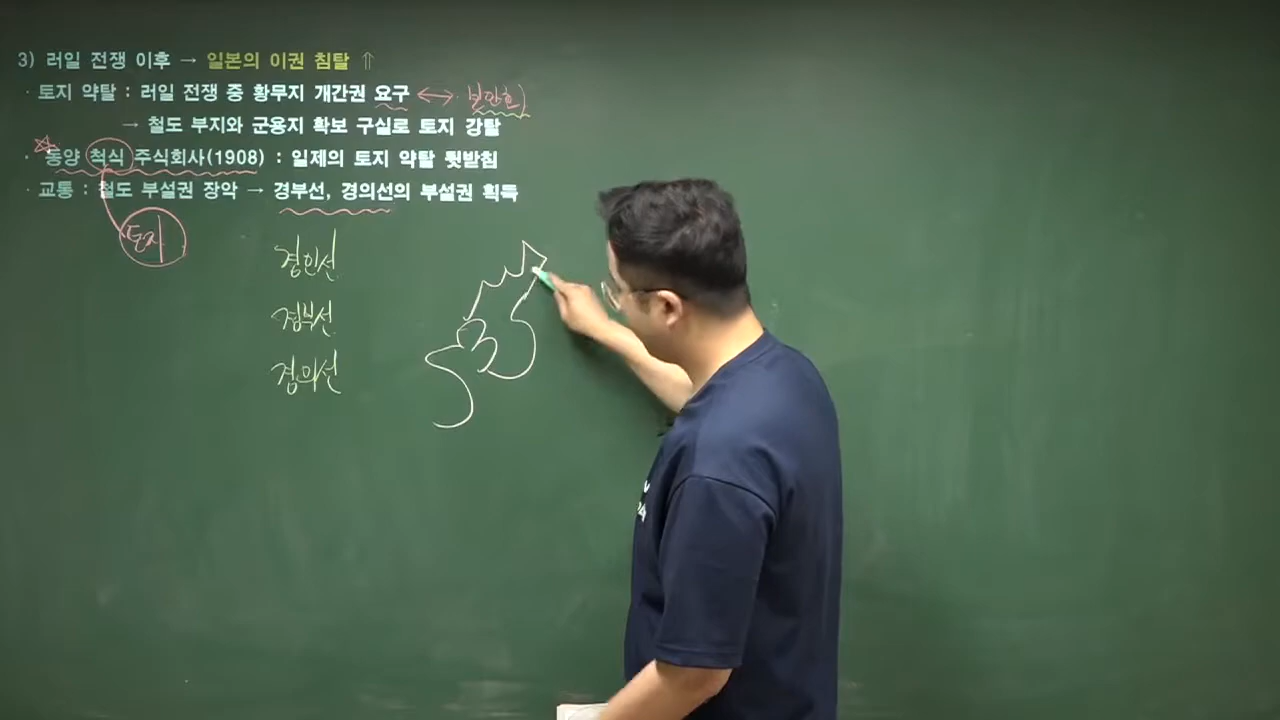 3) 러일 전쟁 이후 → 일본의 이권 침탈 ⇑
· 토지 약탈 : 러일 전쟁 중 황무지 개간권 요구 ↔ 보안회
→ 철도 부지와 군용지 확보 구실로 토지 강탈
· 동양 척식 주식회사(1908) : 일제의 토지 약탈 뒷받침
· 교통 : 철도 부설권 장악 → 경부선, 경의선의 부설권 획득
토지
경인선
경부선
경의선